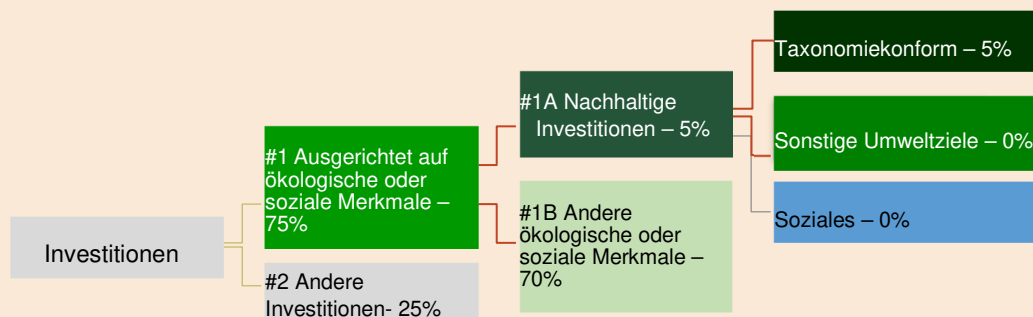 Investitionen
#1 Ausgerichtet auf
ökologische oder
soziale Merkmale –
75%
#2 Andere
Investitionen- 25%
#1A Nachhaltige
Investitionen – 5%
#1B Andere
ökologische oder
soziale Merkmale –
70%
Taxonomiekonform – 5%
Sonstige Umweltziele – 0%
Soziales – 0%